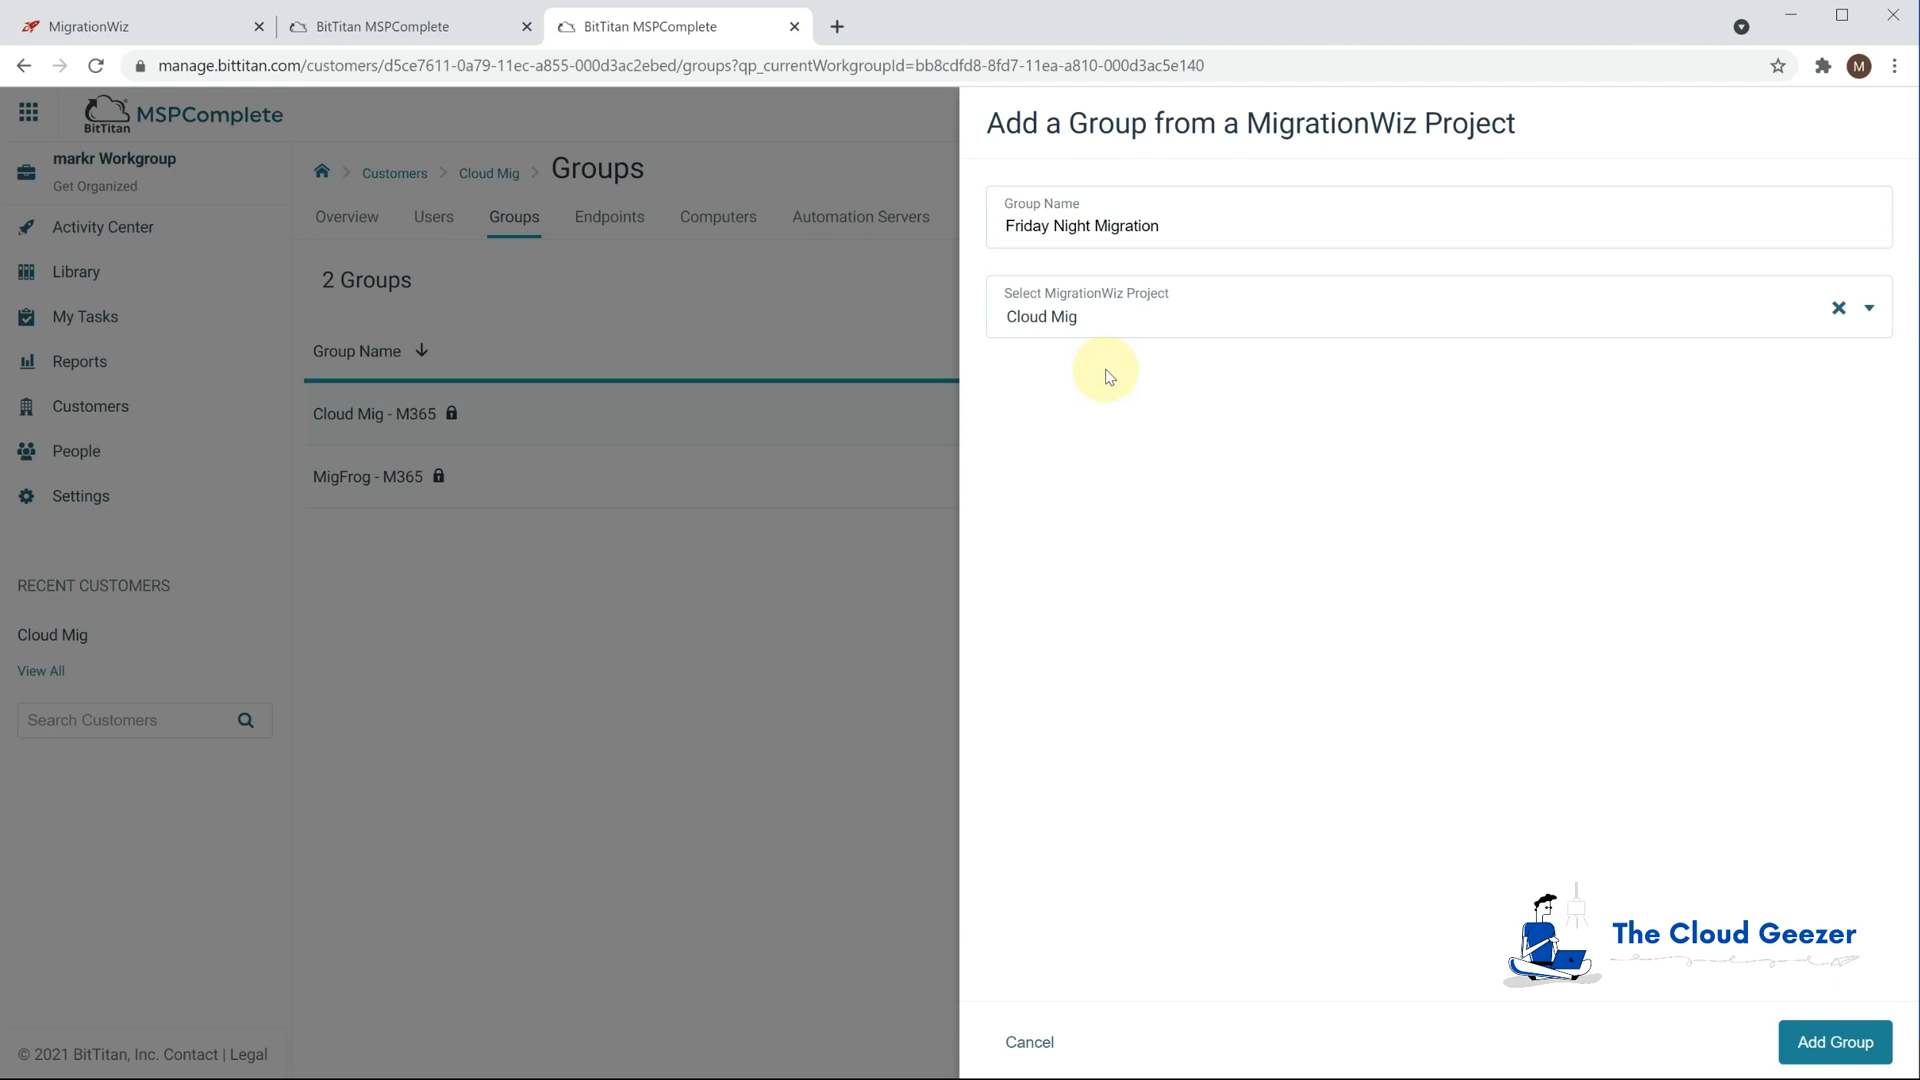 MigrationWiz
BitTitan MSPComplete
BitTitan MSPComplete
manage.bittitan.com/customers/d5ce7611-0a79-11ec-a855-000d3ac2ebed/groups?qp_currentWorkgroupId=bb8cdfd8-8fd7-11ea-a810-000d3ac5e140
M
BitTitan MSPComplete
markr Workgroup
Get Organized
Activity Center
Library
My Tasks
Reports
Customers
People
Settings
RECENT CUSTOMERS
Cloud Mig
View All
Search Customers
© 2021 BitTitan, Inc. Contact | Legal
Customers
Cloud Mig
Groups
Overview
Users
Groups
Endpoints
Computers
Automation Servers
2 Groups
Group Name
Cloud Mig - M365
MigFrog - M365
Add a Group from a MigrationWiz Project
Group Name
Friday Night Migration
Select MigrationWiz Project
Cloud Mig
The Cloud Geezer
Cancel
Add Group